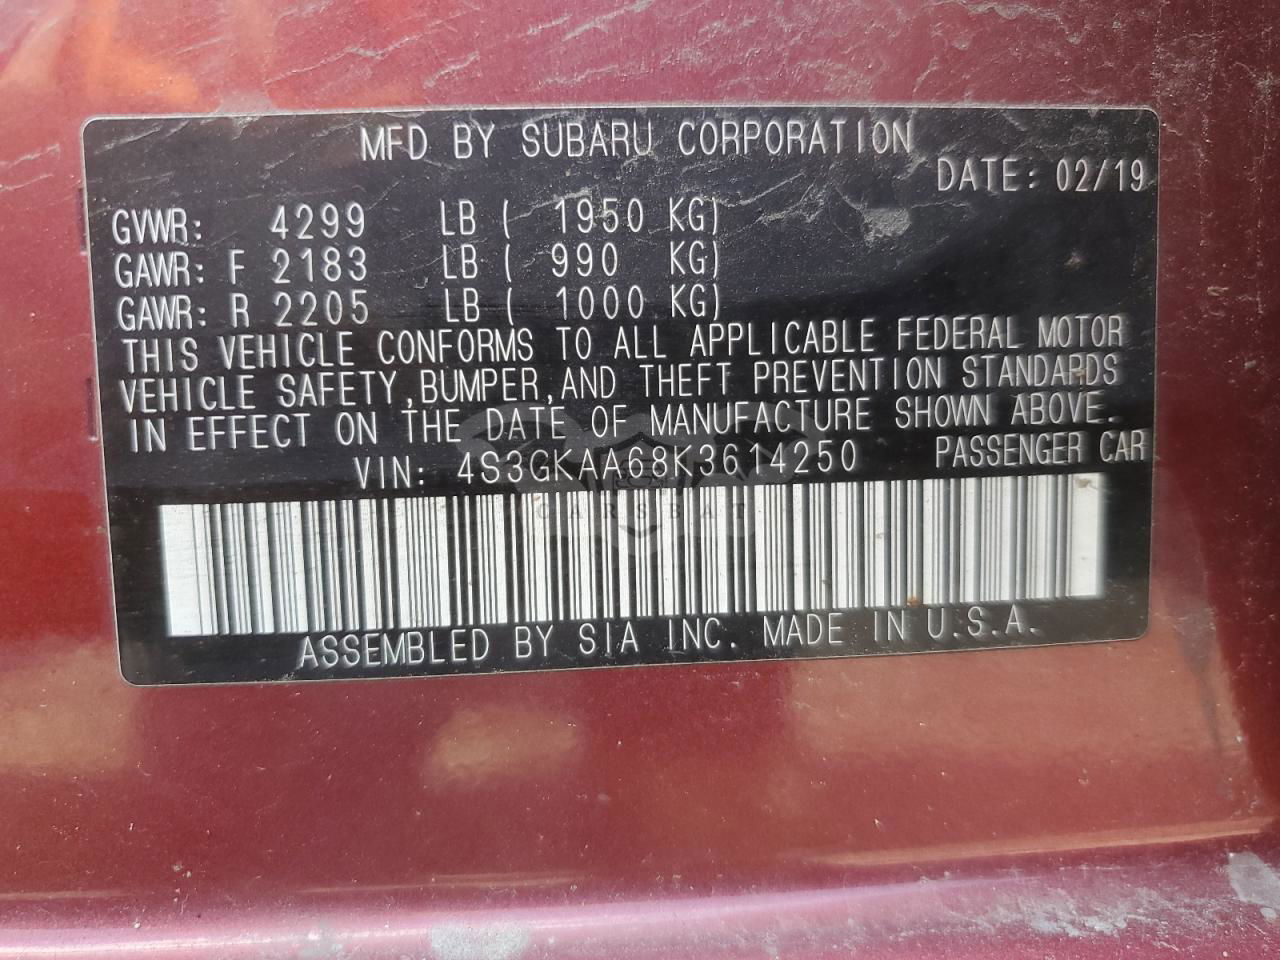 MFD BY SUBARU CORPORATION
DATE: 02/19
GVWR: 4299 LB ( 1950 KG)
GAWR: F 2183 LB ( 990 KG)
GAWR: R 2205 LB ( 1000 KG)
THIS VEHICLE CONFORMS TO ALL APPLICABLE FEDERAL MOTOR
VEHICLE SAFETY,BUMPER,AND THEFT PREVENTION STANDARDS
IN EFFECT ON THE DATE OF MANUFACTURE SHOWN ABOVE.
VIN: 4S3GKAA68K3614250 PASSENGER CAR
CARSBAT
ASSEMBLED BY SIA INC. MADE IN U.S.A.